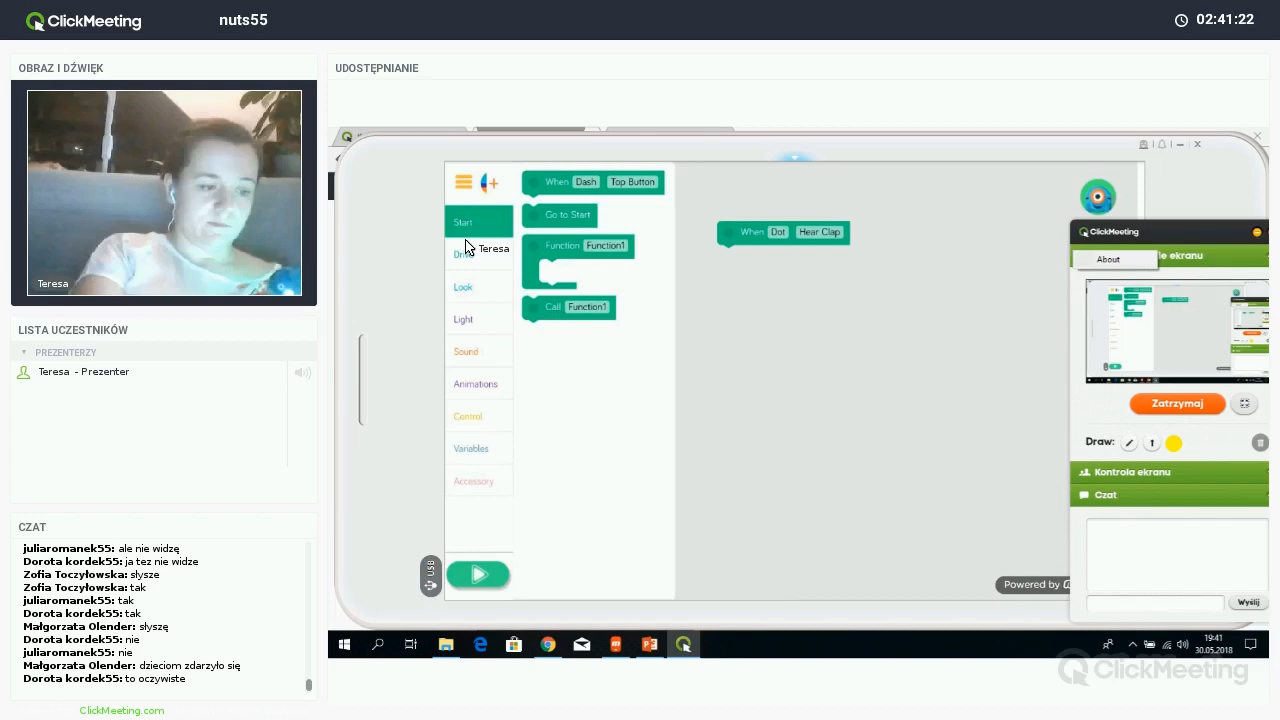 ClickMeeting
nuts55
02:41:22
OBRAZ I DŹWIĘK
UDOSTĘPNIANIE
Teresa
LISTA UCZESTNIKÓW
PREZENTERZY
Teresa - Prezenter
CZAT
juliaromanek55: ale nie widzę
Dorota kordek55: ja tez nie widze
Zofia Toczyłowska: słysze
Zofia Toczyłowska: tak
juliaromanek55: tak
Dorota kordek55: tak
Małgorzata Olender: słyszę
Dorota kordek55: nie
juliaromanek55: nie
Małgorzata Olender: dzieciom zdarzyło się
Dorota kordek55: to oczywiste
ClickMeeting.com
Start
Teresa
Look
Light
Sound
Animations
Control
Variables
Accessory
When Dash Top Button
Go to Start
Function Function1
Call Function1
When Dot Hear Clap
USB
Powered by
ClickMeeting
About
ekranu
Zatrzymaj
Draw:
Kontrola ekranu
Czat
Wyślij
19:41
30.05.2018
ClickMeeting